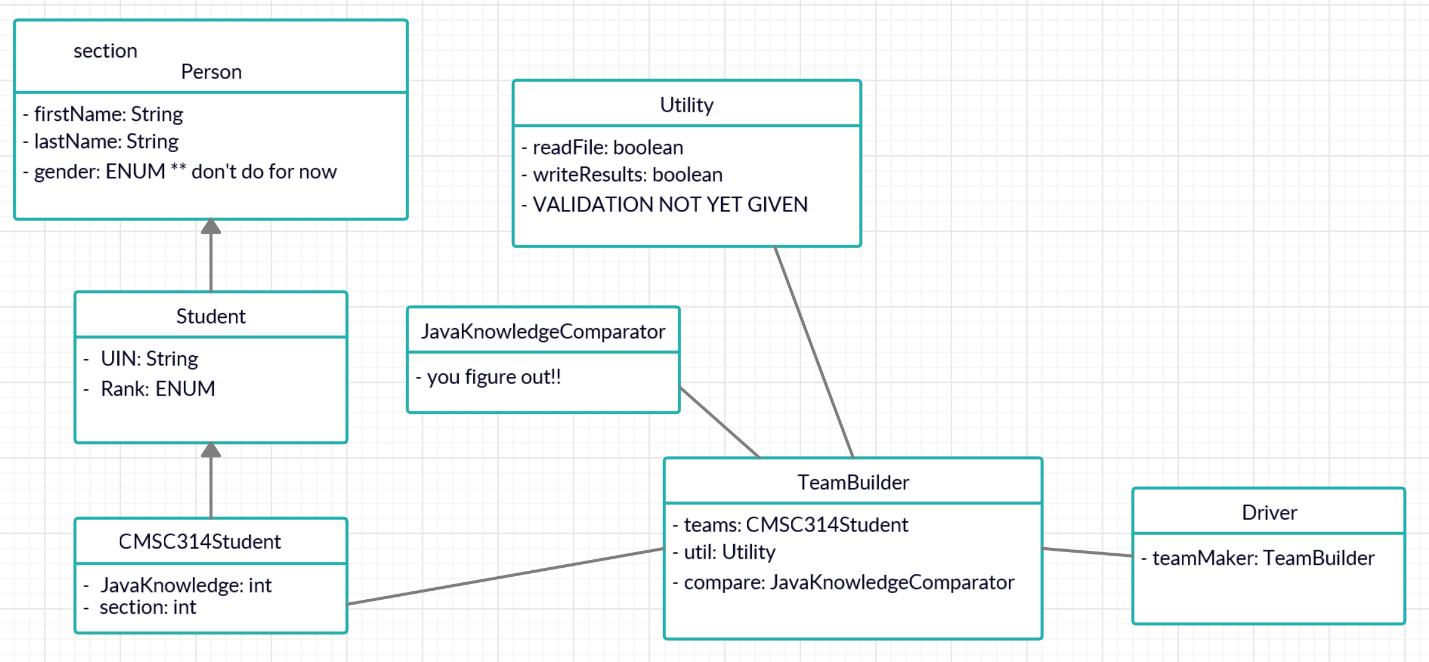 section
Person
- firstName: String
- lastName: String
- gender: ENUM ** don't do for now
Utility
- readFile: boolean
- writeResults: boolean
- VALIDATION NOT YET GIVEN
Student
- UIN: String
- Rank: ENUM
JavaKnowledgeComparator
- you figure out!!
CMSC314Student
- JavaKnowledge: int
- section: int
TeamBuilder
- teams: CMSC314Student
- util: Utility
- compare: JavaKnowledgeComparator
Driver
- teamMaker: TeamBuilder